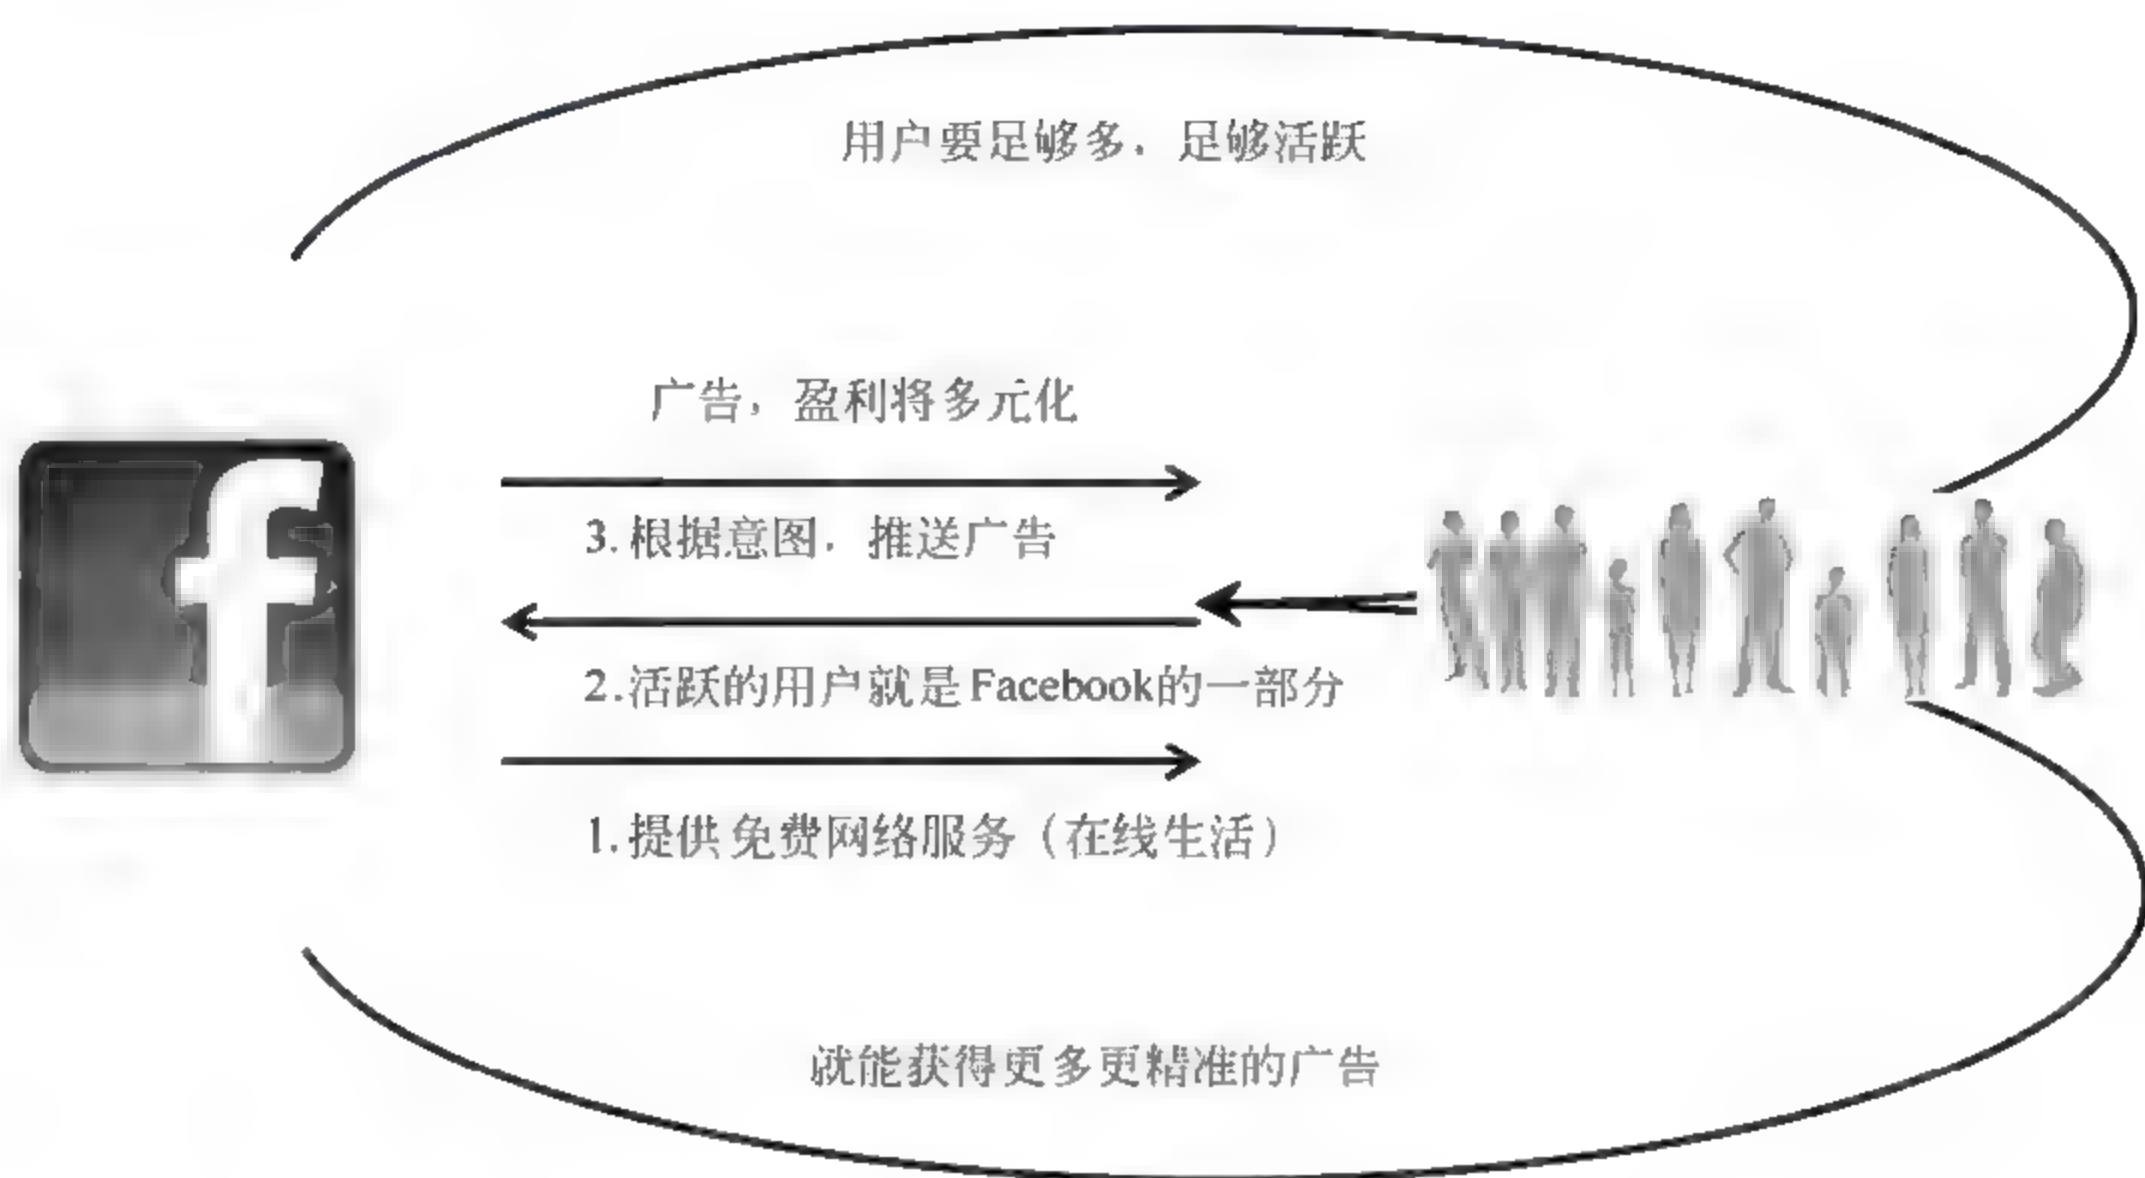 用户要足够多，足够活跃
广告，盈利将多元化
3.根据意图，推送广告
2.活跃的用户就是Facebook的一部分
1.提供免费网络服务（在线生活）
就能获得更多更精准的广告